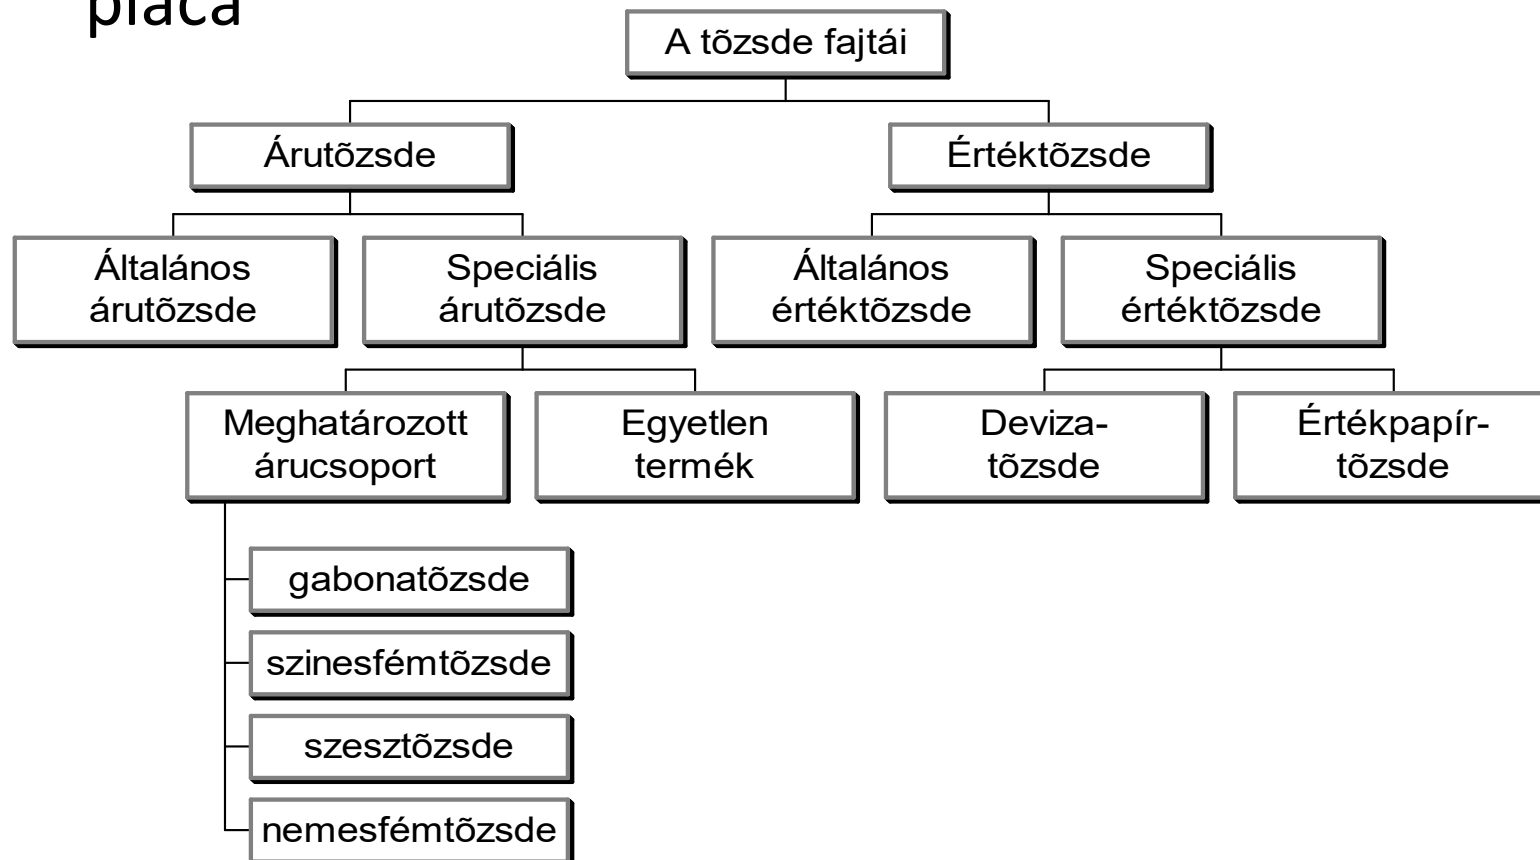 piaca
A tõzsde fajtái
Árutõzsde
Értéktõzsde
Általános
árutõzsde
Speciális
árutõzsde
Általános
értéktõzsde
Speciális
értéktõzsde
Meghatározott
árucsoport
Egyetlen
termék
Deviza-
tõzsde
Értékpapír-
tõzsde
gabonatõzsde
szinesfémtõzsde
szesztõzsde
nemesfémtõzsde